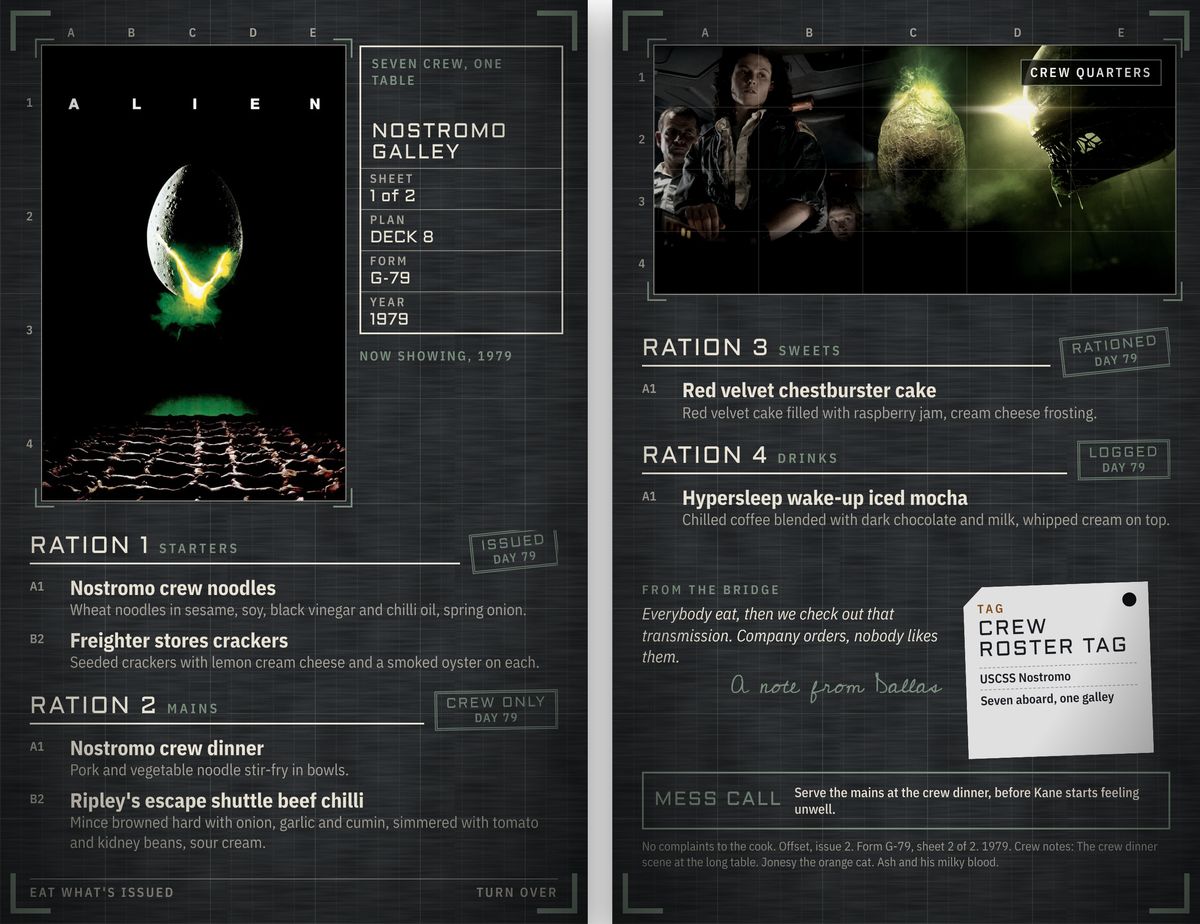 A B C D E
1
2
3
4
A L I E N
SEVEN CREW, ONE
TABLE
NOSTROMO
GALLEY
SHEET
1 of 2
PLAN
DECK 8
FORM
G-79
YEAR
1979
NOW SHOWING, 1979
RATION 1 STARTERS
ISSUED
DAY 79
A1 Nostromo crew noodles
Wheat noodles in sesame, soy, black vinegar and chilli oil, spring onion.
B2 Freighter stores crackers
Seeded crackers with lemon cream cheese and a smoked oyster on each.
RATION 2 MAINS
CREW ONLY
DAY 79
A1 Nostromo crew dinner
Pork and vegetable noodle stir-fry in bowls.
B2 Ripley's escape shuttle beef chilli
Mince browned hard with onion, garlic and cumin, simmered with tomato
and kidney beans, sour cream.
EAT WHAT'S ISSUED TURN OVER
A B C D E
1
2
3
4
CREW QUARTERS
RATION 3 SWEETS
RATIONED
DAY 79
A1 Red velvet chestburster cake
Red velvet cake filled with raspberry jam, cream cheese frosting.
RATION 4 DRINKS
LOGGED
DAY 79
A1 Hypersleep wake-up iced mocha
Chilled coffee blended with dark chocolate and milk, whipped cream on top.
FROM THE BRIDGE
Everybody eat, then we check out that
transmission. Company orders, nobody likes
them.
A note from Dallas
TAG
CREW
ROSTER TAG
USCSS Nostromo
Seven aboard, one galley
MESS CALL
Serve the mains at the crew dinner, before Kane starts feeling
unwell.
No complaints to the cook. Offset, issue 2. Form G-79, sheet 2 of 2. 1979. Crew notes: The crew dinner
scene at the long table. Jonesy the orange cat. Ash and his milky blood.